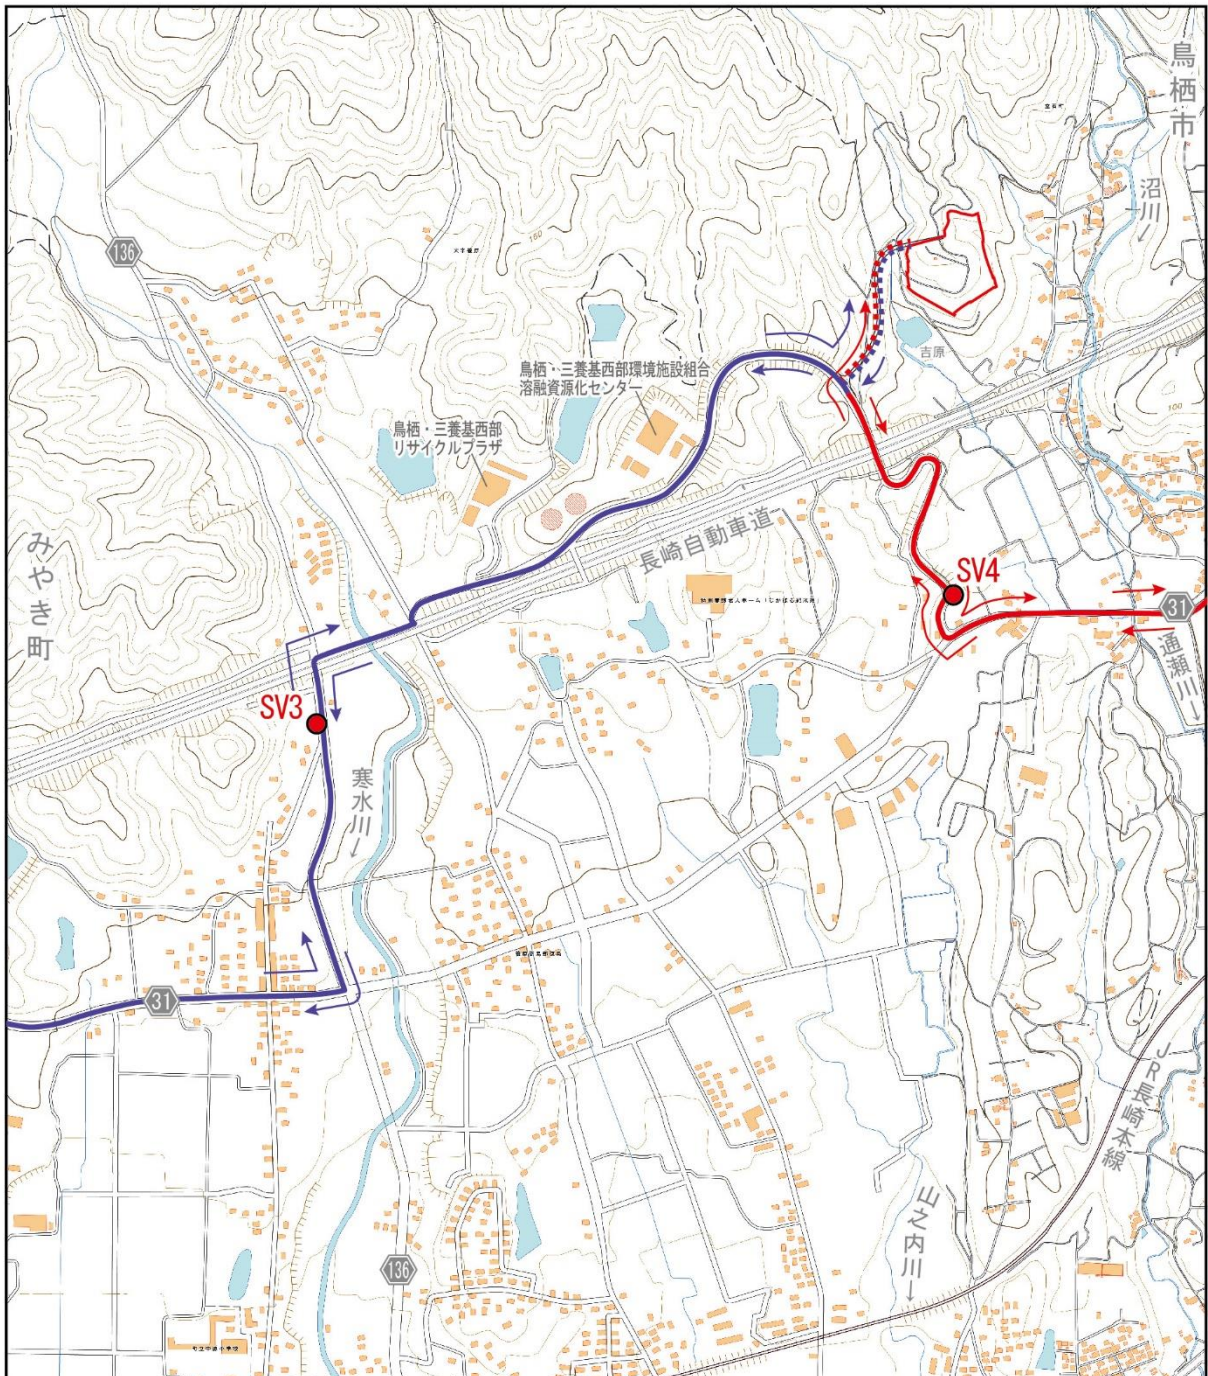 鳥栖市
沼川→
136
160
鳥栖・三養基西部環境施設組合
溶融資源化センター
吉原
100
鳥栖・三養基西部
リサイクルプラザ
長崎自動車道
みやき町
SV4
31
通瀬川→
SV3
寒水川→
31
JR長崎本線
山之内川→
136